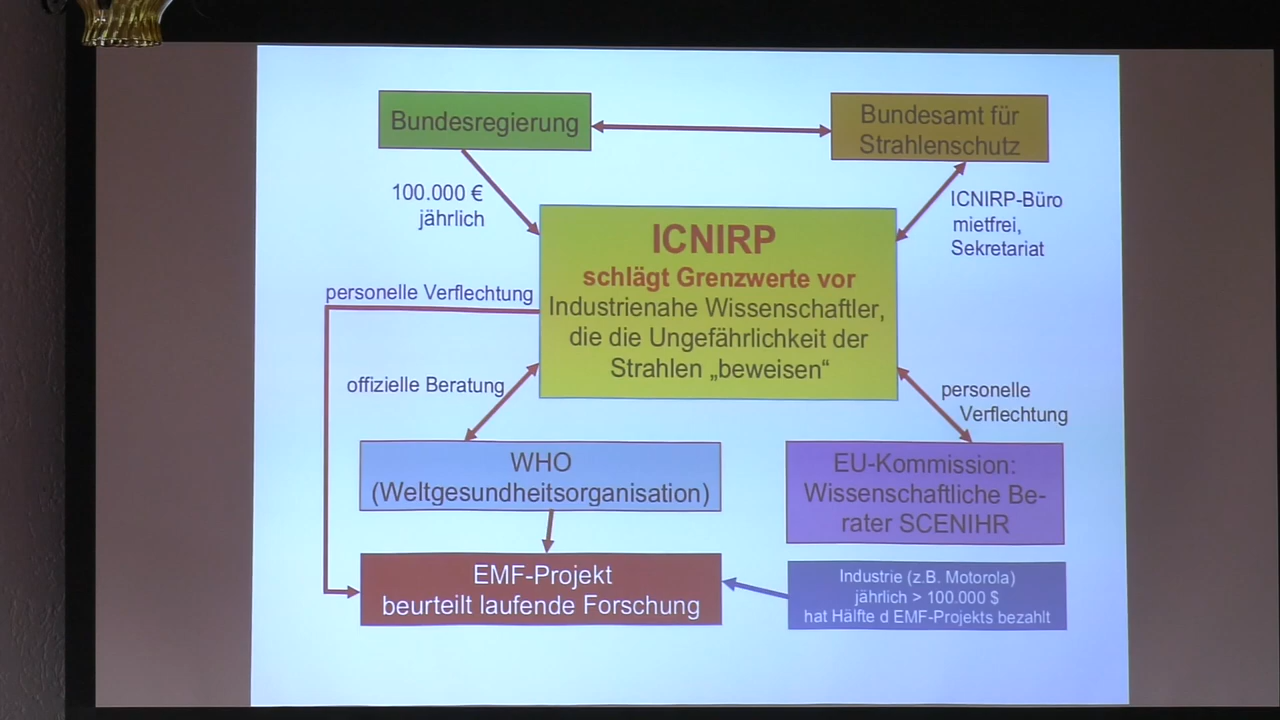 Bundesregierung
Bundesamt für
Strahlenschutz
100.000 €
jährlich
ICNIRP-Büro
mietfrei,
Sekretariat
ICNIRP
schlägt Grenzwerte vor
Industrienahe Wissenschaftler,
die die Ungefährlichkeit der
Strahlen „beweisen“
personelle Verflechtung
offizielle Beratung
personelle
Verflechtung
WHO
(Weltgesundheitsorganisation)
EU-Kommission:
Wissenschaftliche Be-
rater SCENIHR
EMF-Projekt
beurteilt laufende Forschung
Industrie (z.B. Motorola)
jährlich > 100.000 $
hat Hälfte d EMF-Projekts bezahlt